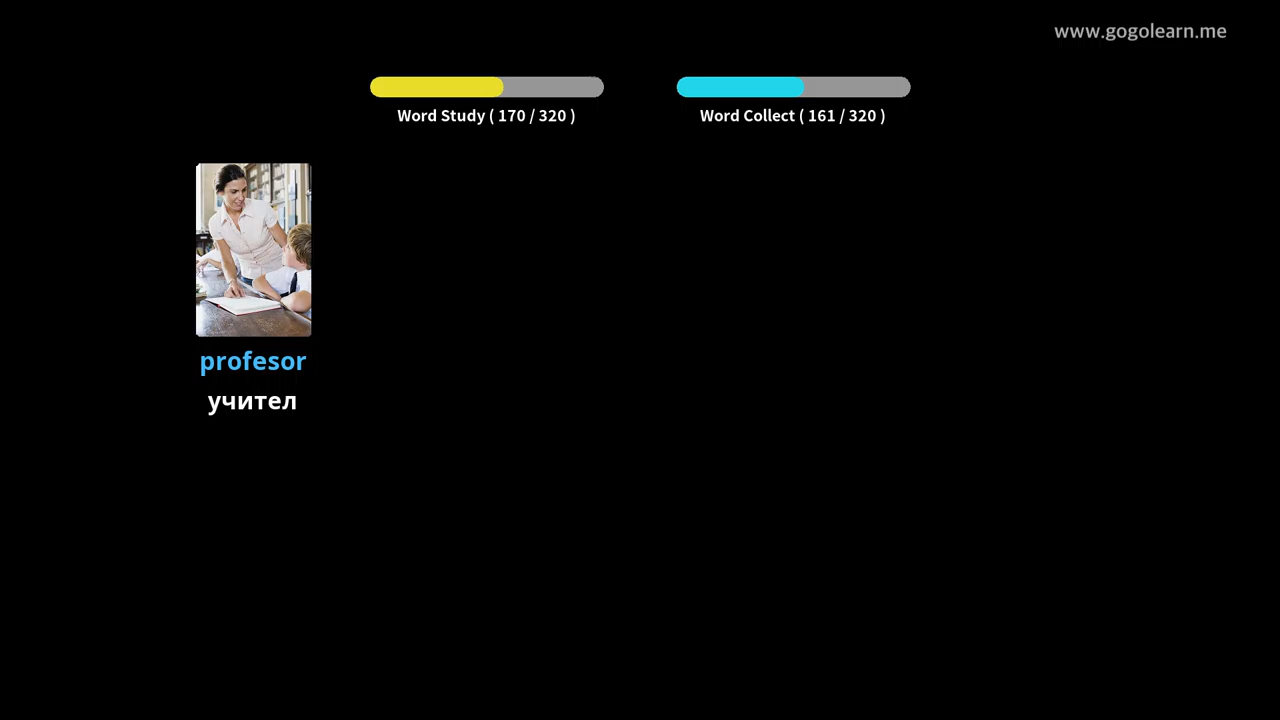 www.gogolearn.me
Word Study ( 170 / 320 )
Word Collect ( 161 / 320 )
profesor
учител